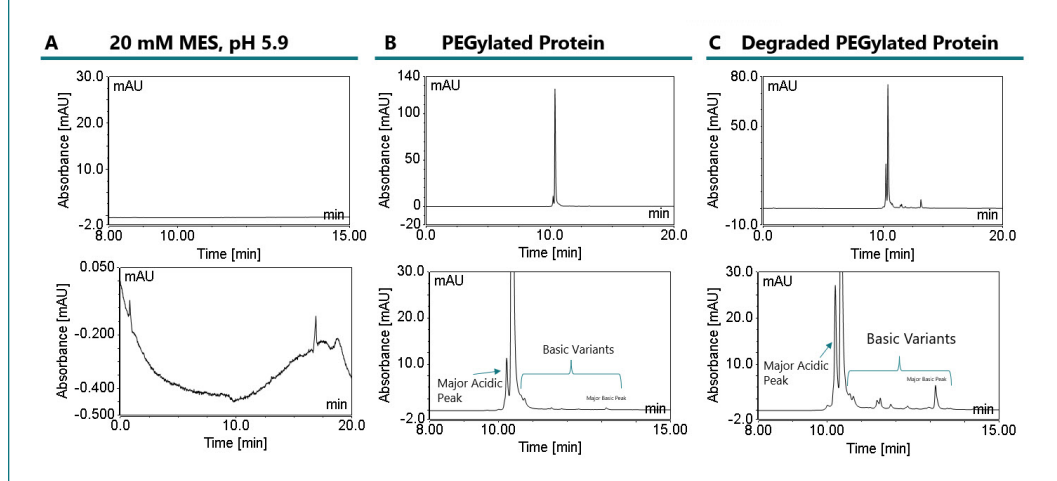 A 20 mM MES, pH 5.9
30.0
mAU
20.0
10.0
-2.0
8.00 10.00 15.00
min
Time [min]
Absorbance [mAU]
0.050
mAU
-0.200
-0.400
-0.500
0.0 10.0 20.0
min
Time [min]
Absorbance [mAU]
B PEGylated Protein
140
mAU
100
50
0
-20
0.0 10.0 20.0
min
Time [min]
Absorbance [mAU]
30.0
mAU
20.0
10.0
-2.0
8.00 10.00 15.00
Basic Variants
Major Acidic
Peak
Major Basic Peak
min
Time [min]
Absorbance [mAU]
C Degraded PEGylated Protein
80.0
mAU
50.0
-10.0
0.0 10.0 20.0
min
Time [min]
Absorbance [mAU]
30.0
mAU
20.0
10.0
-2.0
8.00 10.00 15.00
Basic Variants
Major Acidic
Peak
Major Basic Peak
min
Time [min]
Absorbance [mAU]